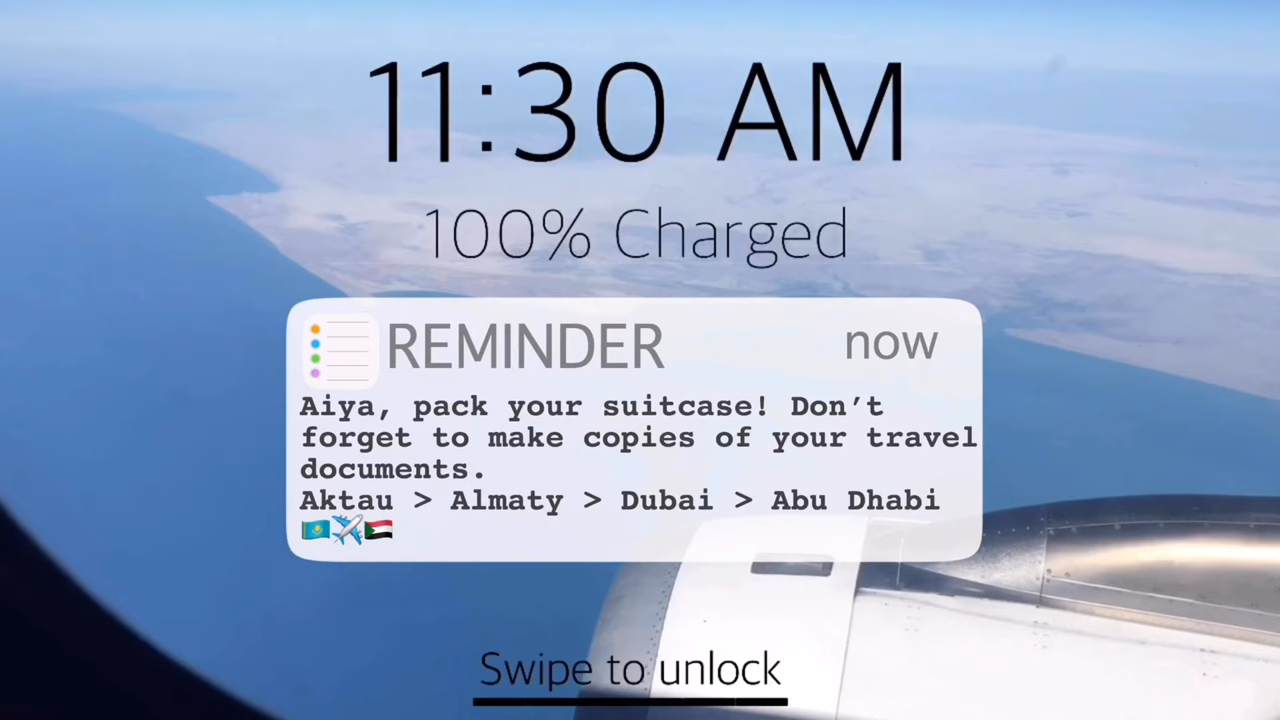 11:30 AM
100% Charged
REMINDER now
Aiya, pack your suitcase! Don’t
forget to make copies of your travel
documents.
Aktau > Almaty > Dubai > Abu Dhabi
🇰🇿✈️🇸🇩
Swipe to unlock